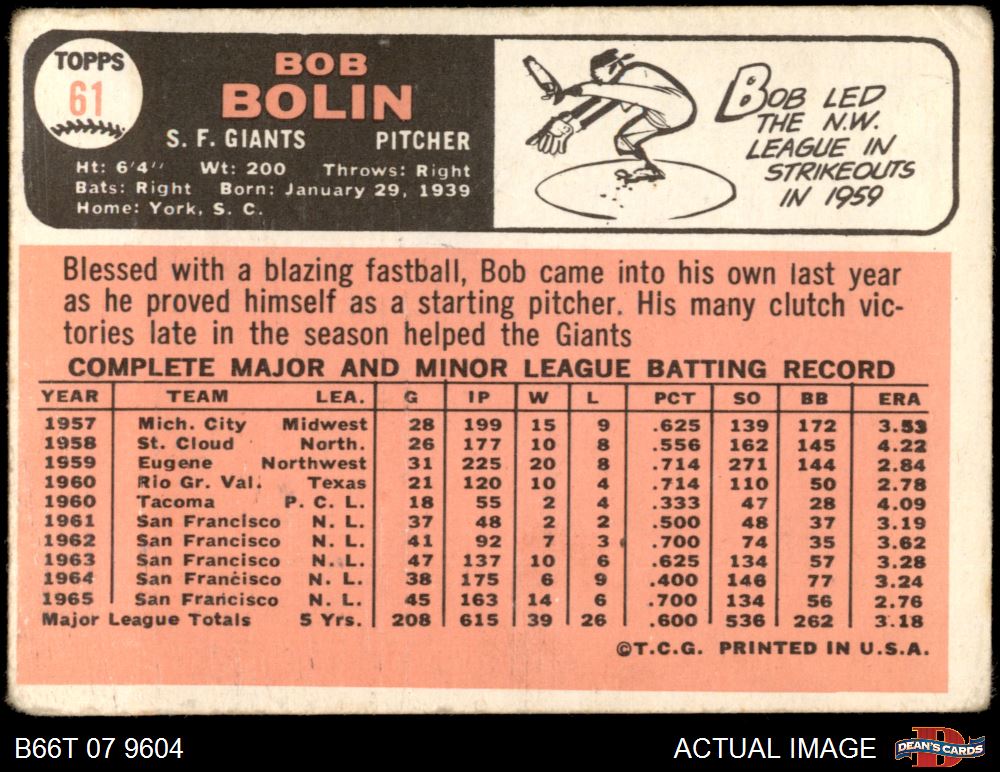 TOPPS
61
BOB
BOLIN
S. F. GIANTS PITCHER
Ht: 6'4'' Wt: 200 Throws: Right
Bats: Right Born: January 29, 1939
Home: York, S. C.
BOB LED
THE N.W.
LEAGUE IN
STRIKEOUTS
IN 1959
Blessed with a blazing fastball, Bob came into his own last year
as he proved himself as a starting pitcher. His many clutch vic-
tories late in the season helped the Giants
COMPLETE MAJOR AND MINOR LEAGUE BATTING RECORD
YEAR TEAM LEA. G IP W L PCT SO BB ERA
1957 Mich. City Midwest 28 199 15 9 .625 139 172 3.53
1958 St. Cloud North. 26 177 10 8 .556 162 145 4.22
1959 Eugene Northwest 31 225 20 8 .714 271 144 2.84
1960 Rio Gr. Val. Texas 21 120 10 4 .714 110 50 2.78
1960 Tacoma P. C. L. 18 55 2 4 .333 47 28 4.09
1961 San Francisco N. L. 37 48 2 2 .500 48 37 3.19
1962 San Francisco N. L. 41 92 7 3 .700 74 35 3.62
1963 San Francisco N. L. 47 137 10 6 .625 134 57 3.28
1964 San Francisco N. L. 38 175 6 9 .400 146 77 3.24
1965 San Francisco N. L. 45 163 14 6 .700 134 56 2.76
Major League Totals 5 Yrs. 208 615 39 26 .600 536 262 3.18
©T.C.G. PRINTED IN U.S.A.
B66T 07 9604 ACTUAL IMAGE DEAN'S CARDS